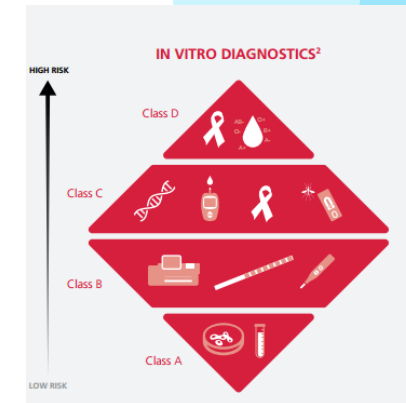 IN VITRO DIAGNOSTICS²
HIGH RISK
Class D
O+
B+
A-
A+
Class C
Class B
Class A
LOW RISK